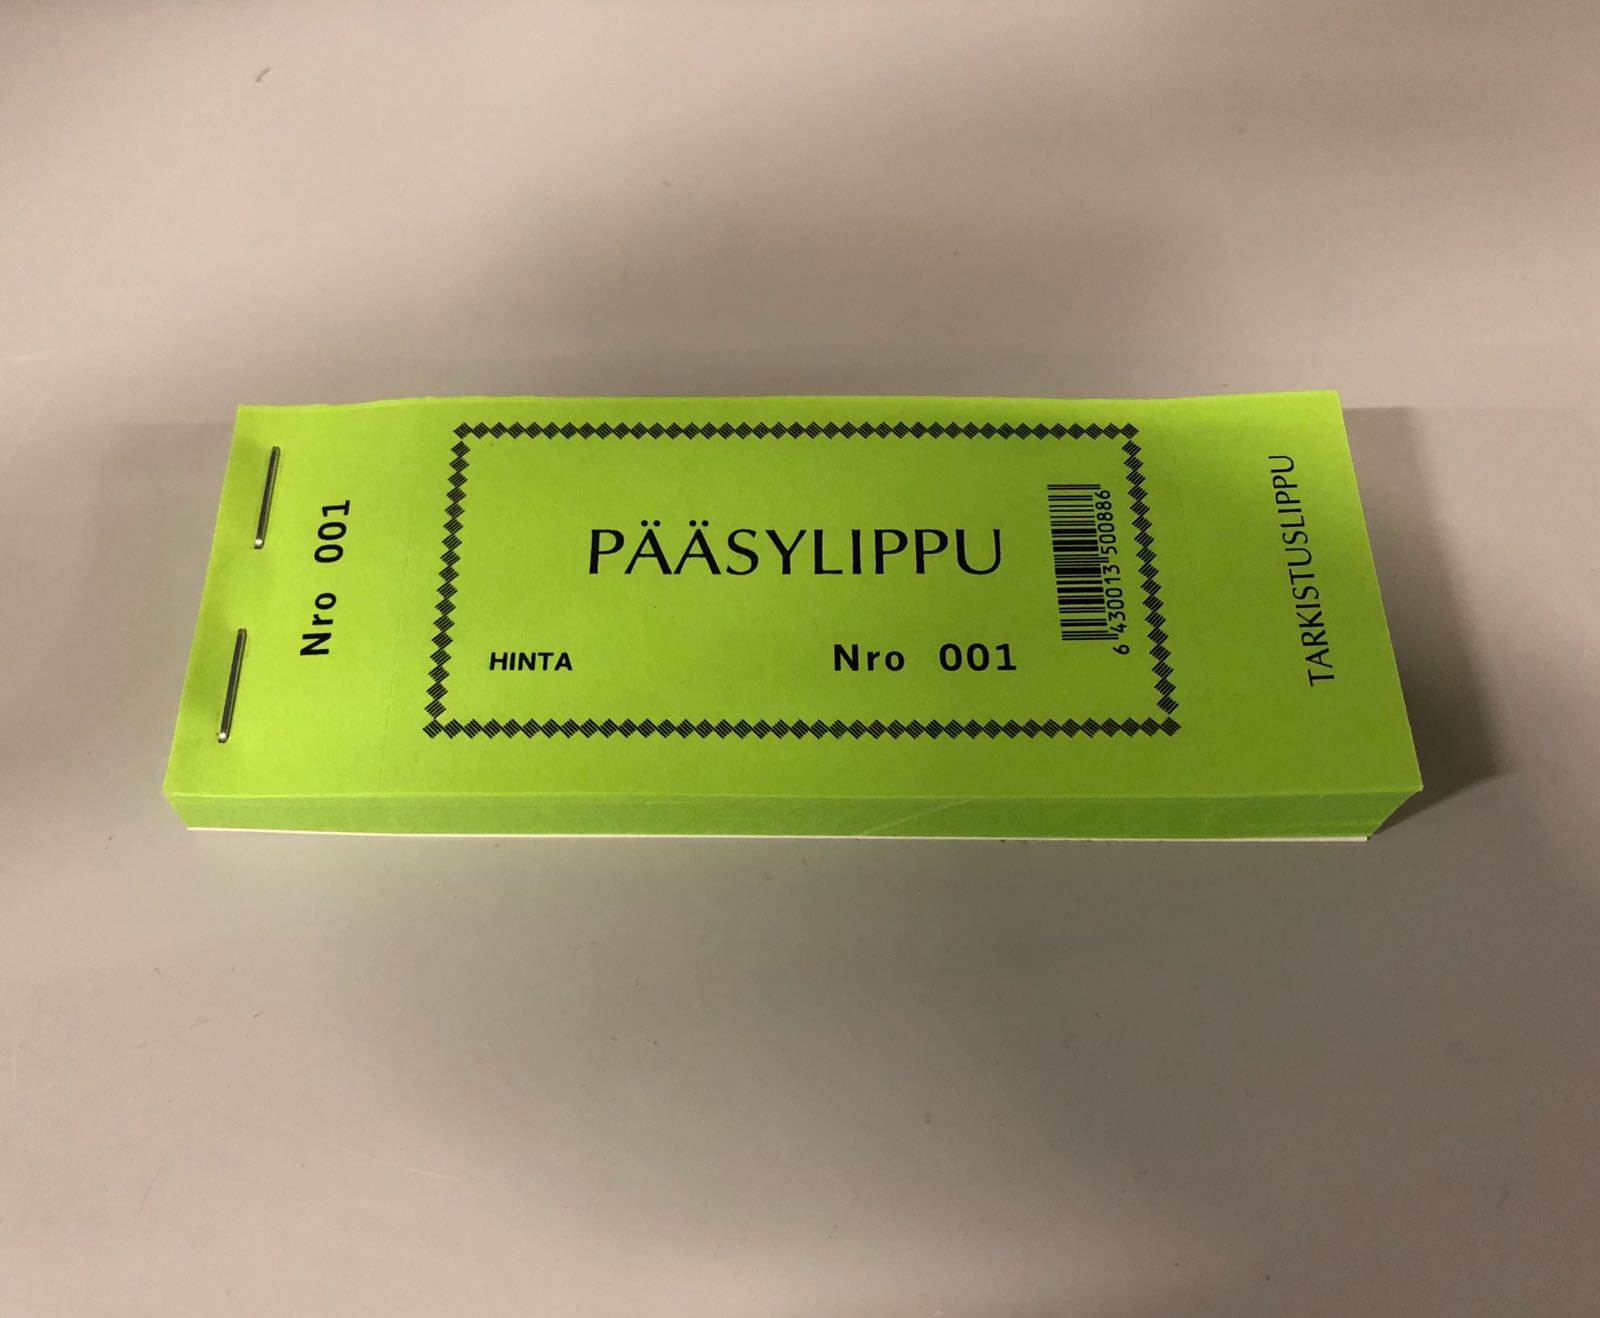 Nro 001
PÄÄSYLIPPU
HINTA
Nro 001
6 430013 500886
TARKISTUSLIPPU